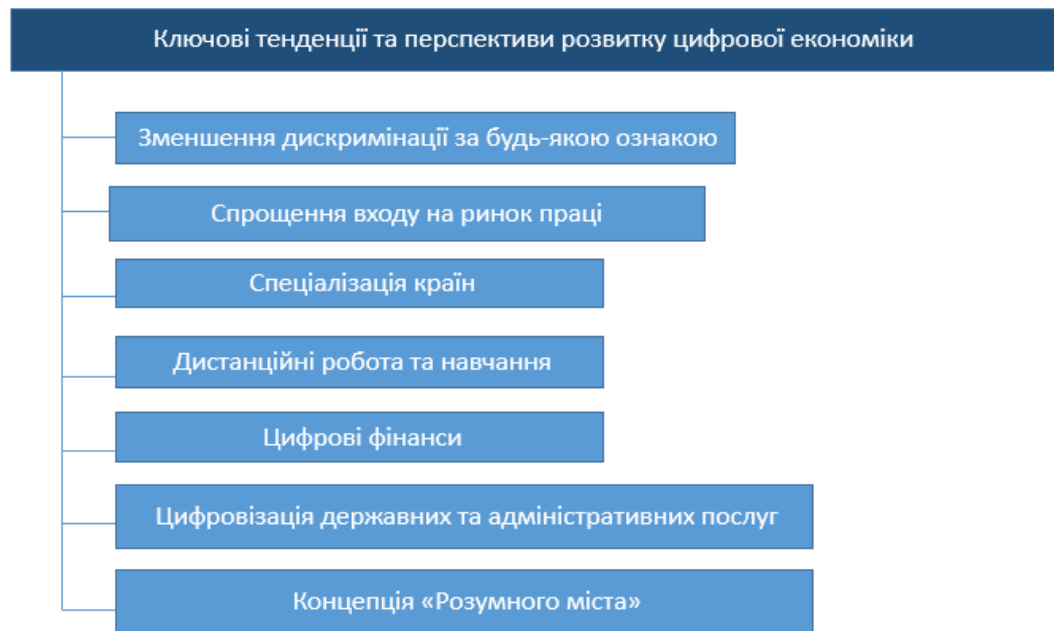 Ключові тенденції та перспективи розвитку цифрової економіки
Зменшення дискримінації за будь-якою ознакою
Спрощення входу на ринок праці
Спеціалізація країн
Дистанційні робота та навчання
Цифрові фінанси
Цифровізація державних та адміністративних послуг
Концепція «Розумного міста»